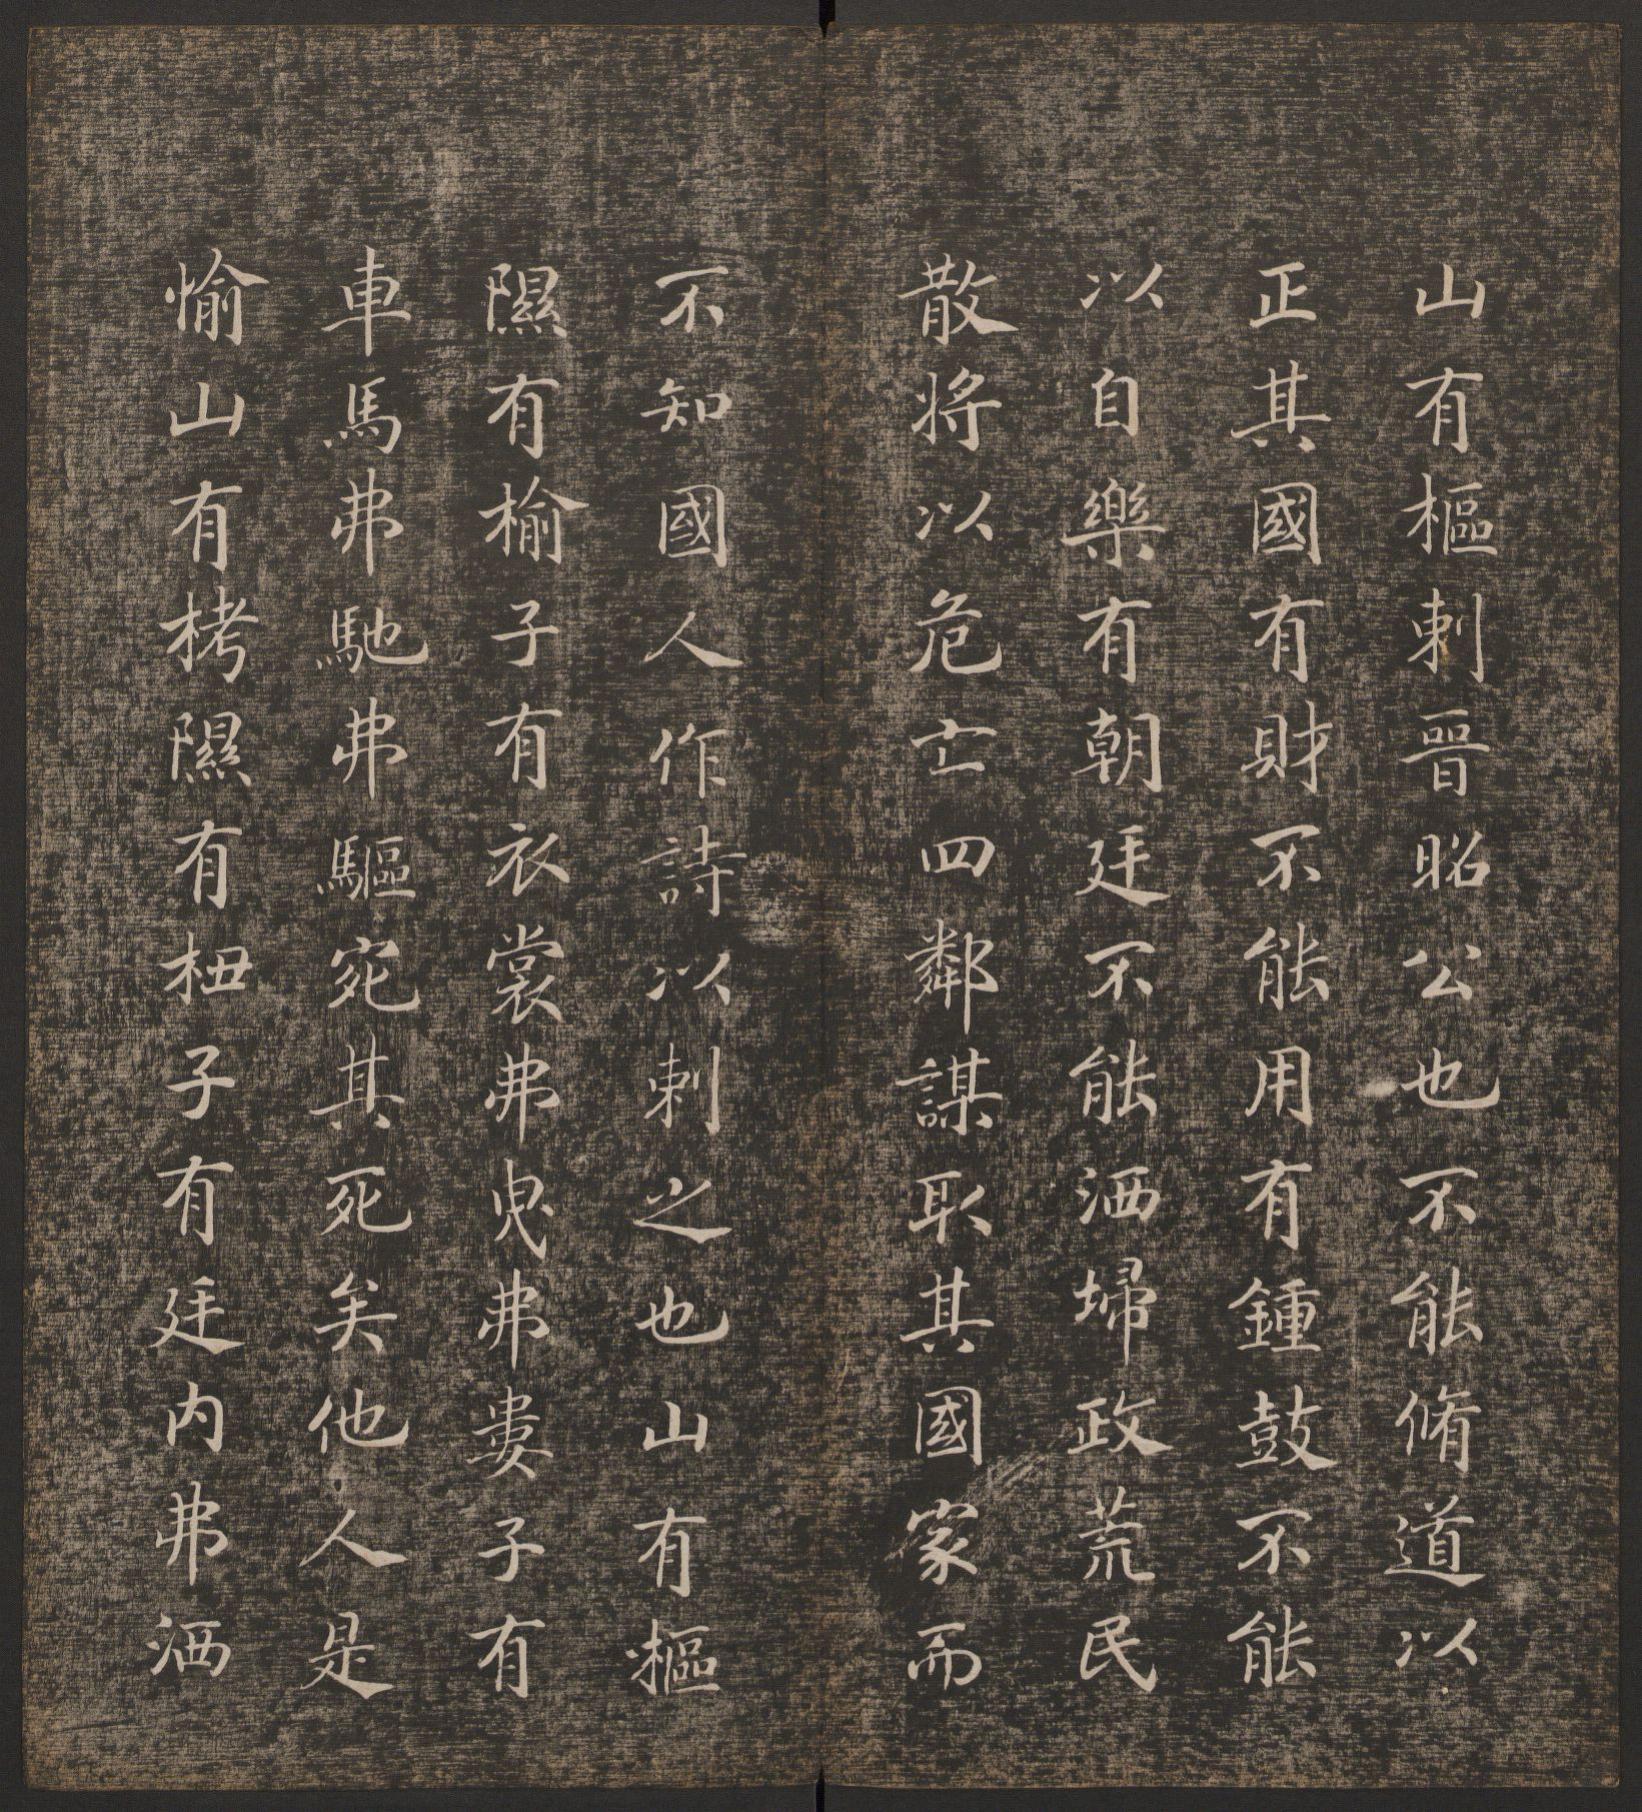 山有樞刺晉昭公也不能脩道以
正其國有財不能用有鍾鼓不能
以自樂有朝廷不能洒埽政荒民
散將以危亡四鄰謀取其國家而
不知國人作詩以刺之也山有樞
隰有榆子有衣裳弗曳弗婁子有
車馬弗馳弗驅宛其死矣他人是
愉山有栲隰有杻子有廷内弗洒